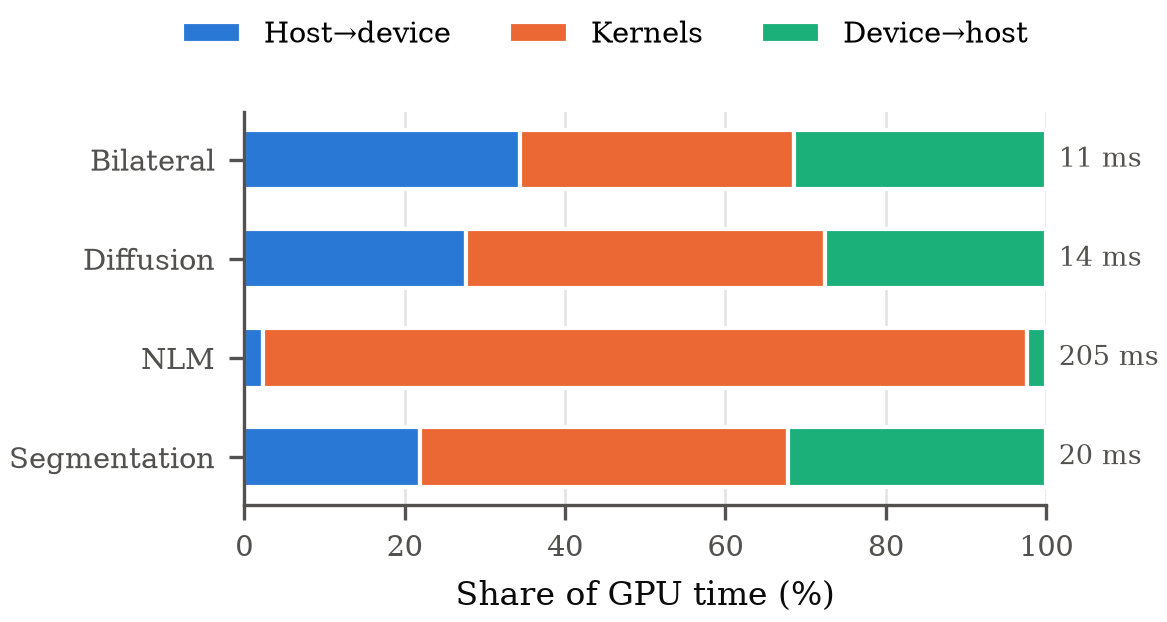 Host→device Kernels Device→host
Bilateral 11 ms
Diffusion 14 ms
NLM 205 ms
Segmentation 20 ms
0 20 40 60 80 100
Share of GPU time (%)